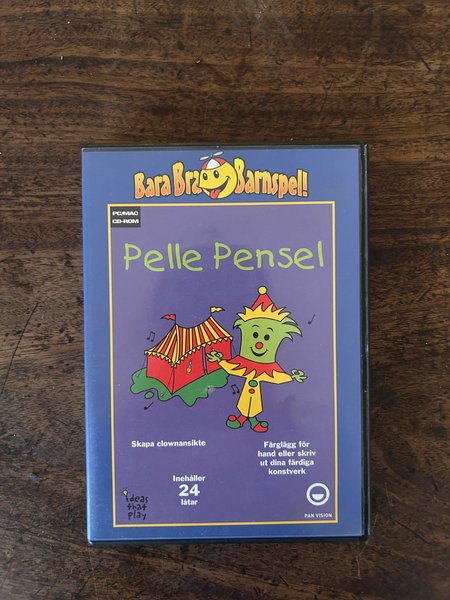 Bara Bra Barnspel!
PC/MAC
CD-ROM
Pelle Pensel
Skapa clownansikte
Färglägg för
hand eller skriv
ut dina färdiga
konstverk
Inehåller
24
låtar
ideas
that
play
PAN VISION